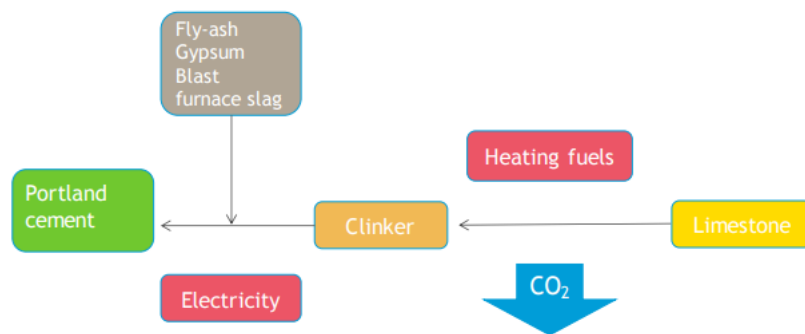 Fly-ash
Gypsum
Blast
furnace slag
Heating fuels
Portland
cement
Clinker
Limestone
Electricity
CO₂